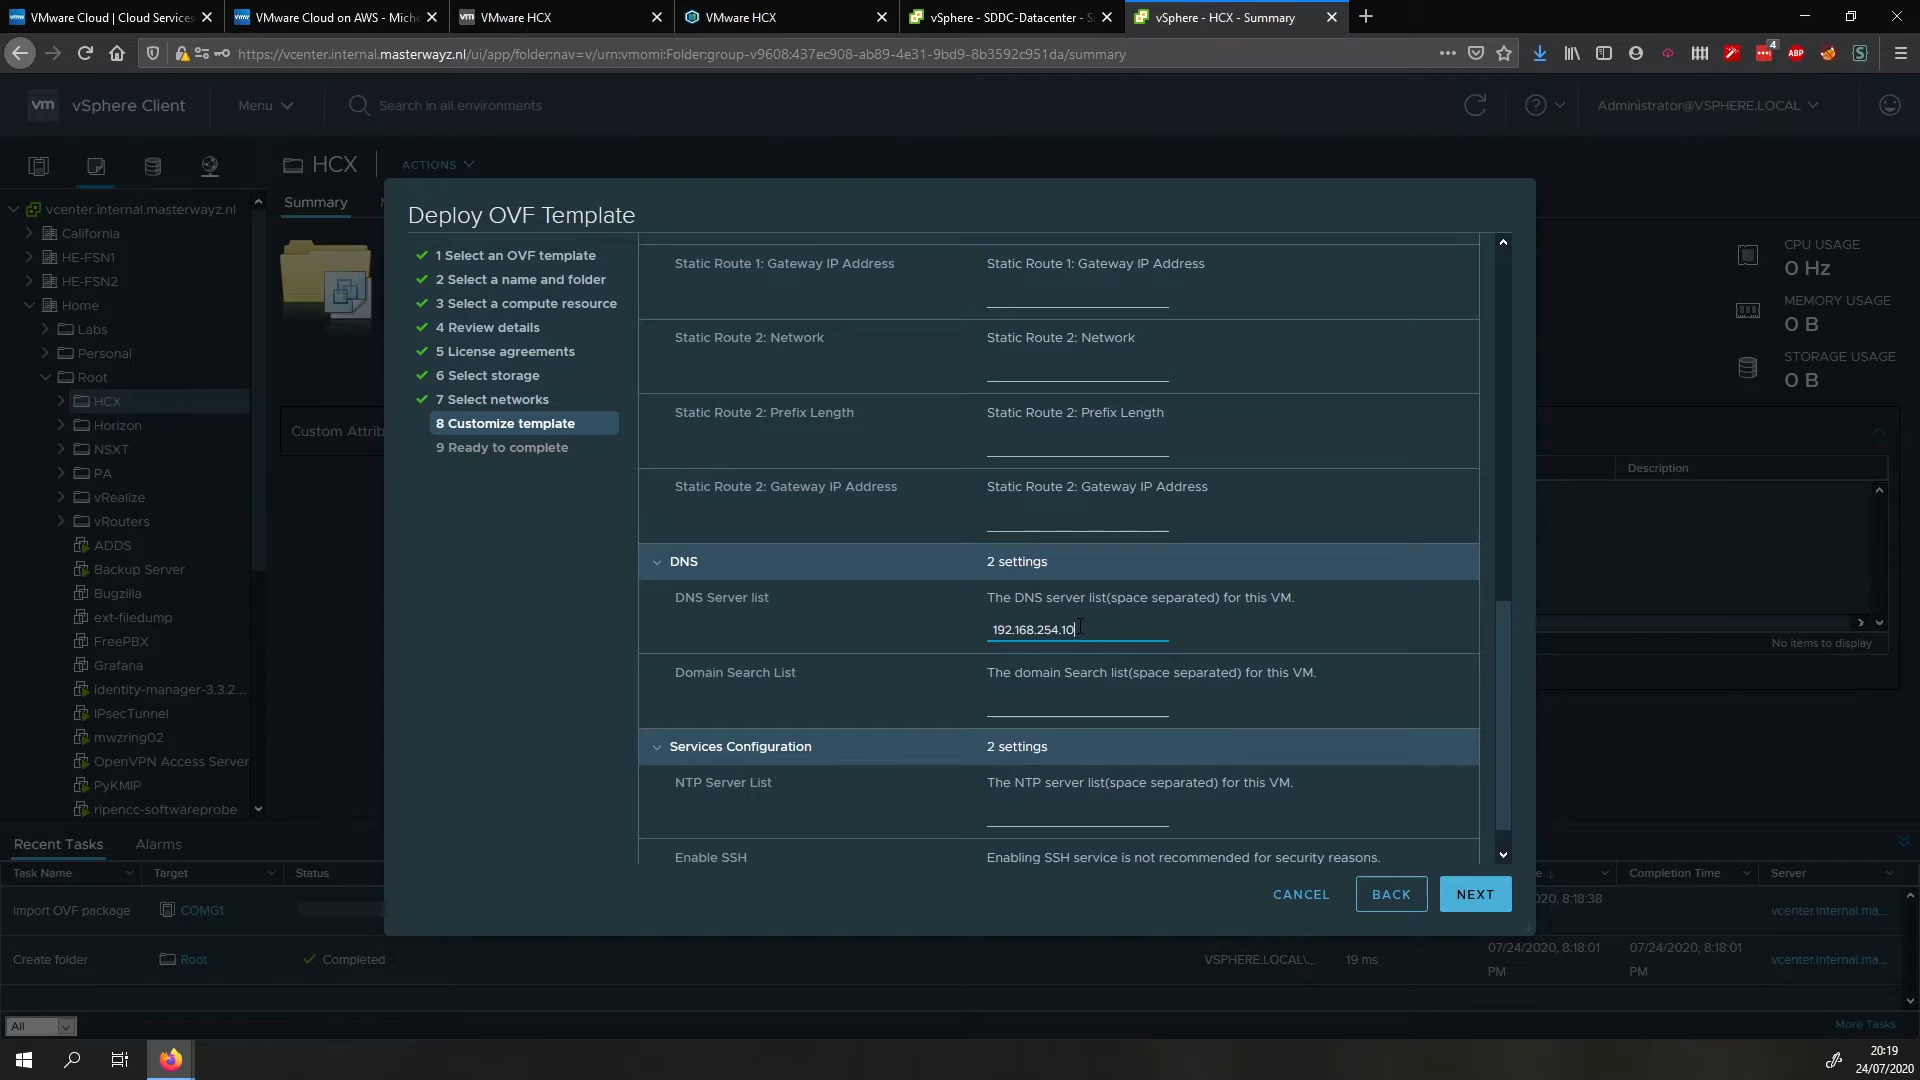 VMware Cloud | Cloud Services
VMware Cloud on AWS - Miche
VMware HCX
VMware HCX
vSphere - SDDC-Datacenter - S
vSphere - HCX - Summary
https://vcenter.internal.masterwayz.nl/ui/app/folder;nav=v/urn:vmomi:Folder:group-v9608:437ec908-ab89-4e31-9bd9-8b3592c951da/summary
4
ABP
vm
vSphere Client
Menu
Search in all environments
Administrator@VSPHERE.LOCAL
HCX
ACTIONS
Summary
vcenter.internal.masterwayz.nl
California
HE-FSN1
HE-FSN2
Home
Labs
Personal
Root
HCX
Horizon
NSXT
PA
vRealize
vRouters
ADDS
Backup Server
Bugzilla
ext-filedump
FreePBX
Grafana
identity-manager-3.3.2...
IPsecTunnel
mwzring02
OpenVPN Access Server
PyKMIP
ripencc-softwareprobe
Custom Attrib
CPU USAGE
0 Hz
MEMORY USAGE
0 B
STORAGE USAGE
0 B
Description
No items to display
Deploy OVF Template
1 Select an OVF template
2 Select a name and folder
3 Select a compute resource
4 Review details
5 License agreements
6 Select storage
7 Select networks
8 Customize template
9 Ready to complete
Static Route 1: Gateway IP Address
Static Route 1: Gateway IP Address
Static Route 2: Network
Static Route 2: Network
Static Route 2: Prefix Length
Static Route 2: Prefix Length
Static Route 2: Gateway IP Address
Static Route 2: Gateway IP Address
DNS
2 settings
DNS Server list
The DNS server list(space separated) for this VM.
192.168.254.10
Domain Search List
The domain Search list(space separated) for this VM.
Services Configuration
2 settings
NTP Server List
The NTP server list(space separated) for this VM.
Enable SSH
Enabling SSH service is not recommended for security reasons.
CANCEL
BACK
NEXT
Recent Tasks
Alarms
Task Name
Target
Status
Completion Time
Server
Import OVF package
COMG1
0/2020, 8:18:38
vcenter.internal.ma...
Create folder
Root
Completed
VSPHERE.LOCAL\...
19 ms
07/24/2020, 8:18:01
PM
07/24/2020, 8:18:01
PM
vcenter.internal.ma...
All
More Tasks
20:19
24/07/2020